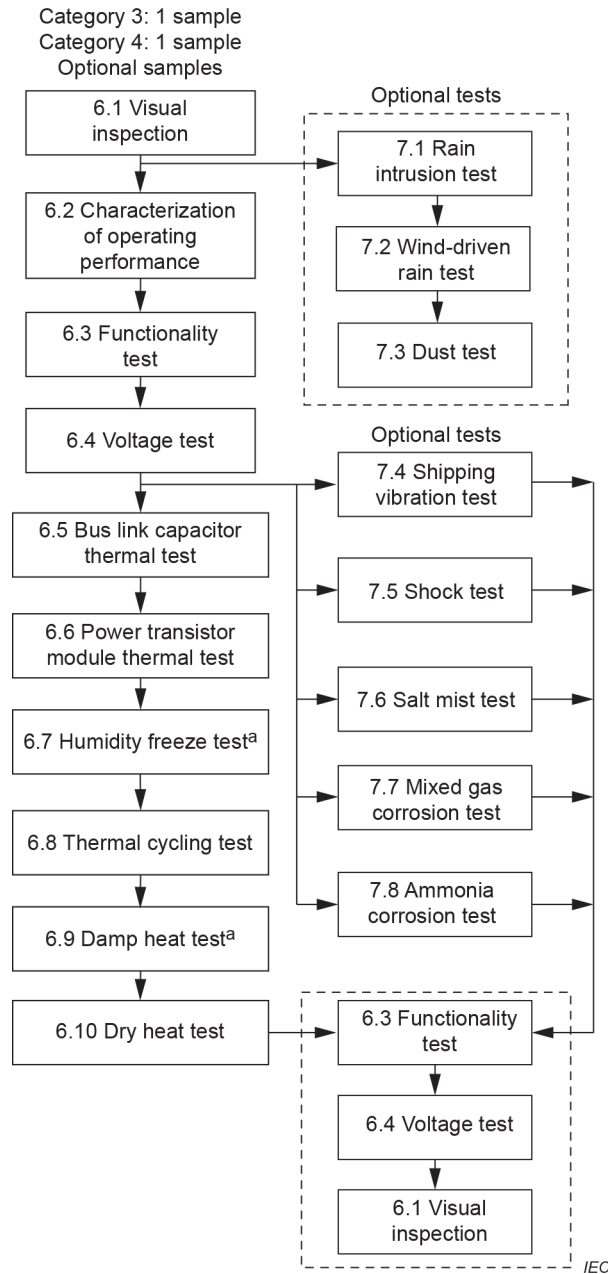 Category 3: 1 sample
Category 4: 1 sample
Optional samples
6.1 Visual
inspection
6.2 Characterization
of operating
performance
6.3 Functionality
test
6.4 Voltage test
6.5 Bus link capacitor
thermal test
6.6 Power transistor
module thermal test
6.7 Humidity freeze testa
6.8 Thermal cycling test
6.9 Damp heat testa
6.10 Dry heat test
Optional tests
7.1 Rain
intrusion test
7.2 Wind-driven
rain test
7.3 Dust test
Optional tests
7.4 Shipping
vibration test
7.5 Shock test
7.6 Salt mist test
7.7 Mixed gas
corrosion test
7.8 Ammonia
corrosion test
6.3 Functionality
test
6.4 Voltage test
6.1 Visual
inspection
IEC